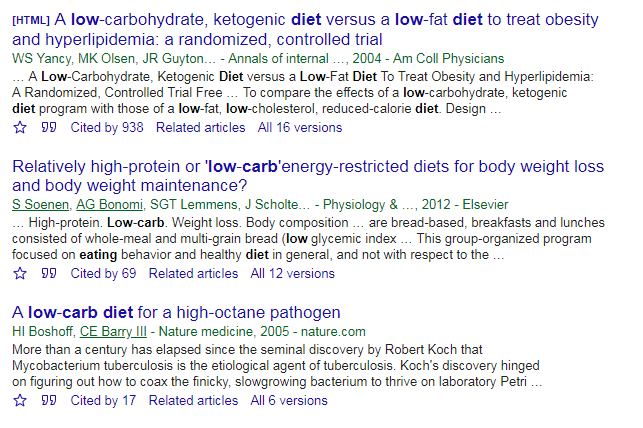 [HTML] A low-carbohydrate, ketogenic diet versus a low-fat diet to treat obesity
and hyperlipidemia: a randomized, controlled trial
WS Yancy, MK Olsen, JR Guyton... - Annals of internal ..., 2004 - Am Coll Physicians
... A Low-Carbohydrate, Ketogenic Diet versus a Low-Fat Diet To Treat Obesity and Hyperlipidemia:
A Randomized, Controlled Trial Free ... To compare the effects of a low-carbohydrate, ketogenic
diet program with those of a low-fat, low-cholesterol, reduced-calorie diet. Design ...
Cited by 938 Related articles All 16 versions
Relatively high-protein or 'low-carb'energy-restricted diets for body weight loss
and body weight maintenance?
S Soenen, AG Bonomi, SGT Lemmens, J Scholte... - Physiology & ..., 2012 - Elsevier
... High-protein. Low-carb. Weight loss. Body composition ... are bread-based, breakfasts and lunches
consisted of whole-meal and multi-grain bread (low glycemic index ... This group-organized program
focused on eating behavior and healthy diet in general, and not with respect to the ...
Cited by 69 Related articles All 12 versions
A low-carb diet for a high-octane pathogen
HI Boshoff, CE Barry III - Nature medicine, 2005 - nature.com
More than a century has elapsed since the seminal discovery by Robert Koch that
Mycobacterium tuberculosis is the etiological agent of tuberculosis. Koch's discovery hinged
on figuring out how to coax the finicky, slowgrowing bacterium to thrive on laboratory Petri ...
Cited by 17 Related articles All 6 versions